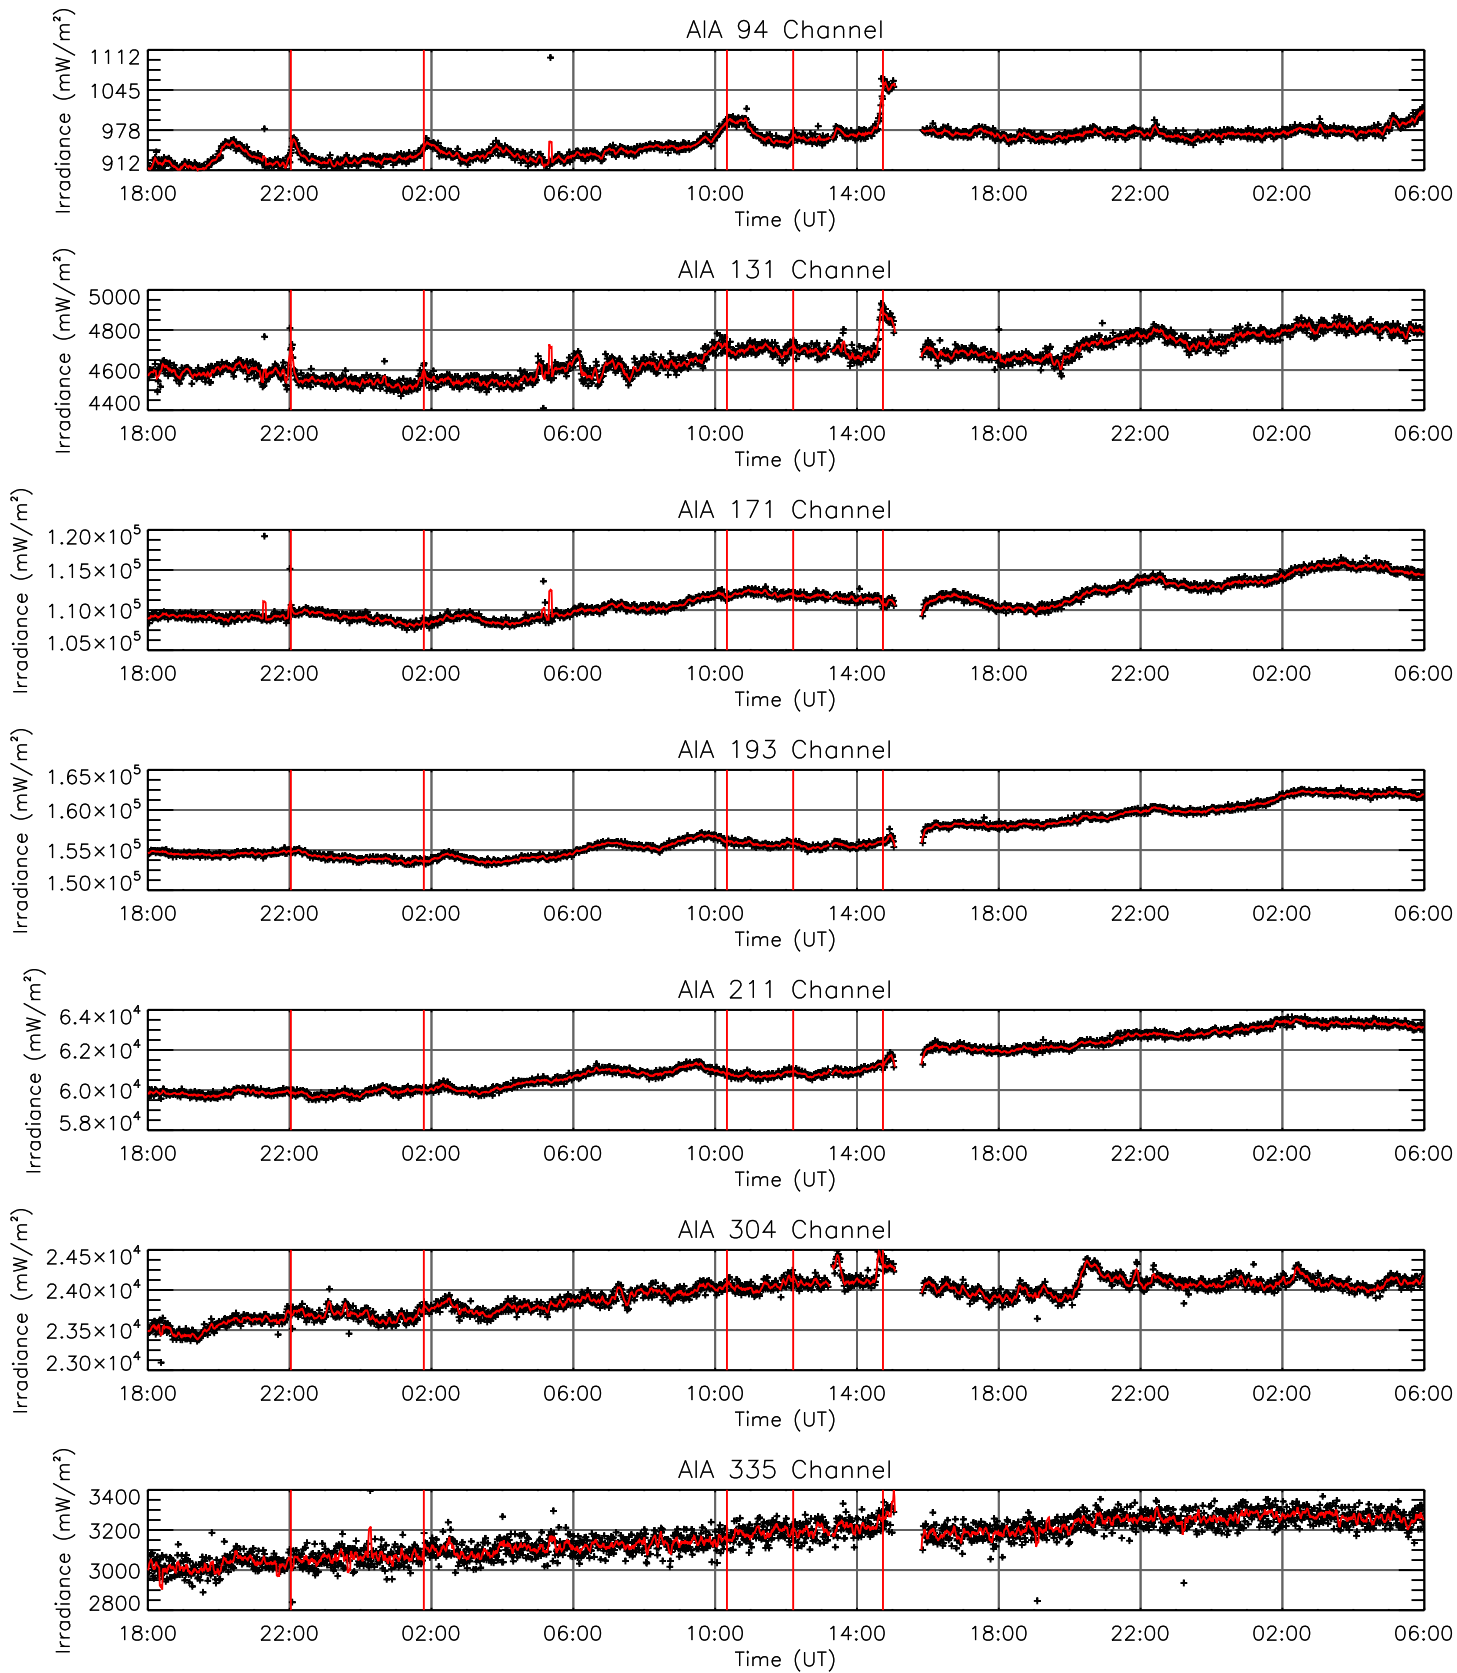 AIA 94 Channel
Irradiance (mW/m²)
1112
1045
978
912
18:00 22:00 02:00 06:00 10:00 14:00 18:00 22:00 02:00 06:00
Time (UT)
AIA 131 Channel
Irradiance (mW/m²)
5000
4800
4600
4400
18:00 22:00 02:00 06:00 10:00 14:00 18:00 22:00 02:00 06:00
Time (UT)
AIA 171 Channel
Irradiance (mW/m²)
1.20×10⁵
1.15×10⁵
1.10×10⁵
1.05×10⁵
18:00 22:00 02:00 06:00 10:00 14:00 18:00 22:00 02:00 06:00
Time (UT)
AIA 193 Channel
Irradiance (mW/m²)
1.65×10⁵
1.60×10⁵
1.55×10⁵
1.50×10⁵
18:00 22:00 02:00 06:00 10:00 14:00 18:00 22:00 02:00 06:00
Time (UT)
AIA 211 Channel
Irradiance (mW/m²)
6.4×10⁴
6.2×10⁴
6.0×10⁴
5.8×10⁴
18:00 22:00 02:00 06:00 10:00 14:00 18:00 22:00 02:00 06:00
Time (UT)
AIA 304 Channel
Irradiance (mW/m²)
2.45×10⁴
2.40×10⁴
2.35×10⁴
2.30×10⁴
18:00 22:00 02:00 06:00 10:00 14:00 18:00 22:00 02:00 06:00
Time (UT)
AIA 335 Channel
Irradiance (mW/m²)
3400
3200
3000
2800
18:00 22:00 02:00 06:00 10:00 14:00 18:00 22:00 02:00 06:00
Time (UT)